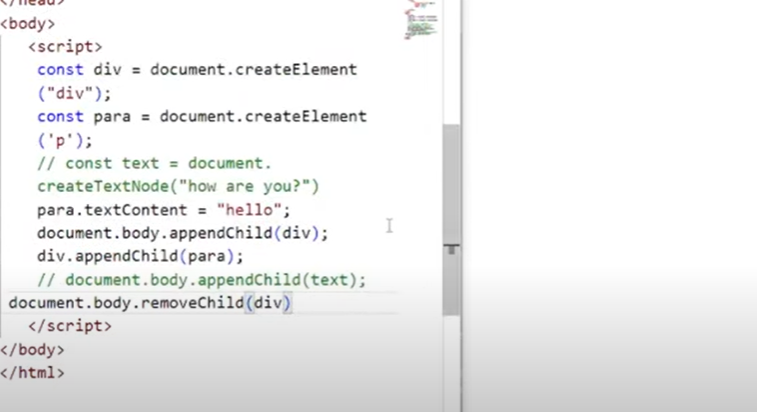 </head>
<body>
<script>
const div = document.createElement
("div");
const para = document.createElement
('p');
// const text = document.
createTextNode("how are you?")
para.textContent = "hello";
document.body.appendChild(div);
div.appendChild(para);
// document.body.appendChild(text);
document.body.removeChild(div)
</script>
</body>
</html>